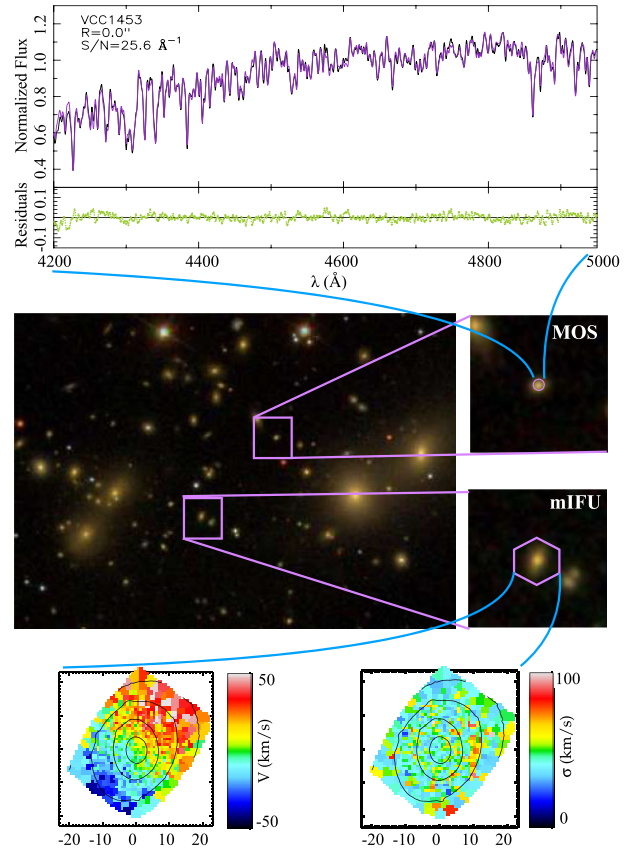 VCC1453
R=0.0"
S/N=25.6 Å⁻¹
Normalized Flux
1.2
1.0
0.8
0.6
0.4
Residuals
0.1
0
-0.1
4200
4400
4600
4800
5000
λ (Å)
MOS
mIFU
50
V (km/s)
-50
-20 -10 0 10 20
100
σ (km/s)
0
-20 -10 0 10 20